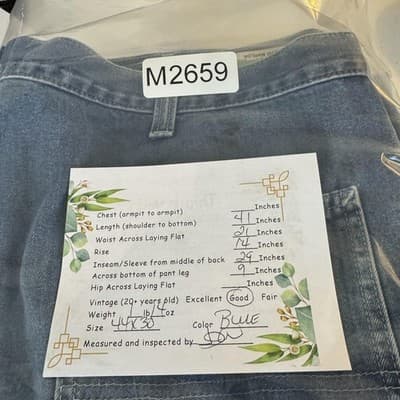 M2659
Chest (armpit to armpit) Inches
Length (shoulder to bottom) 41 Inches
Waist Across Laying Flat 21 Inches
Rise 14 Inches
Inseam/Sleeve from middle of back 29 Inches
Across bottom of pant leg 9 Inches
Hip Across Laying Flat Inches
Vintage (20+ years old) Excellent Good Fair
Weight 1 lb 14 oz
Size 44X30 Color BLUE
Measured and inspected by